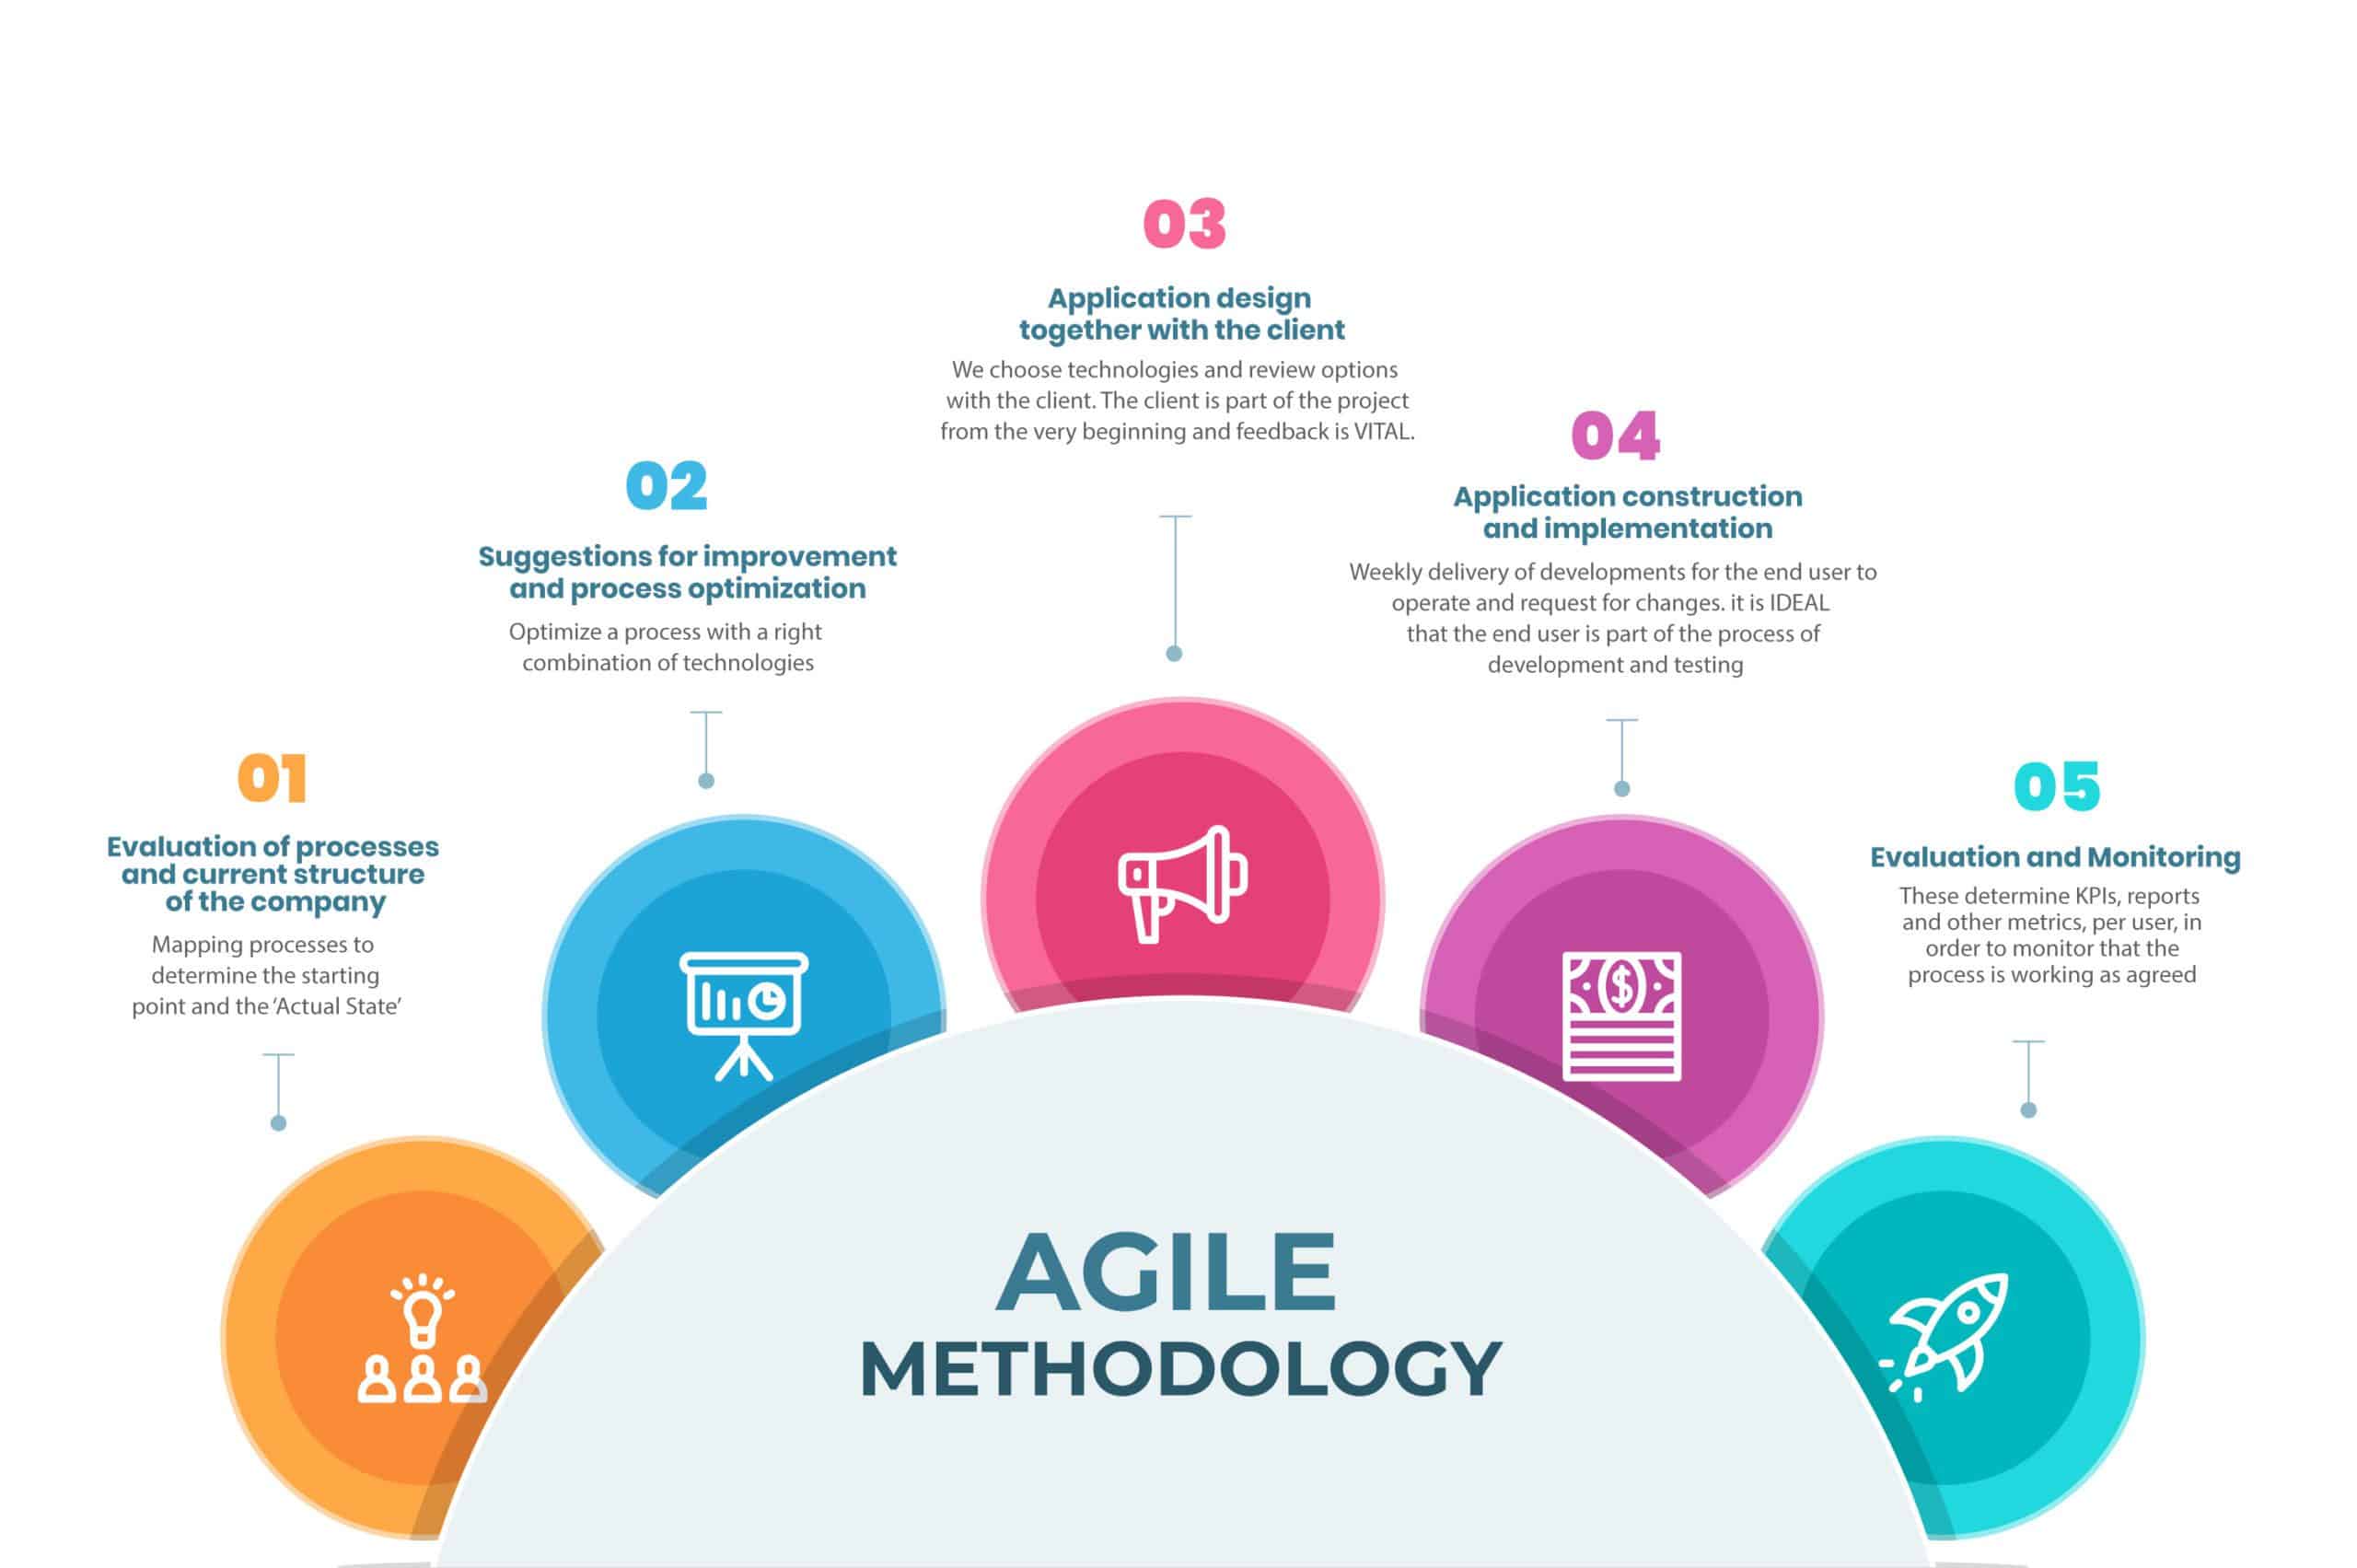 03
Application design
together with the client
We choose technologies and review options
with the client. The client is part of the project
from the very beginning and feedback is VITAL.
04
Application construction
and implementation
Weekly delivery of developments for the end user to
operate and request for changes. it is IDEAL
that the end user is part of the process of
development and testing
02
Suggestions for improvement
and process optimization
Optimize a process with a right
combination of technologies
01
Evaluation of processes
and current structure
of the company
Mapping processes to
determine the starting
point and the ‘Actual State’
05
Evaluation and Monitoring
These determine KPIs, reports
and other metrics, per user, in
order to monitor that the
process is working as agreed
$
AGILE
METHODOLOGY